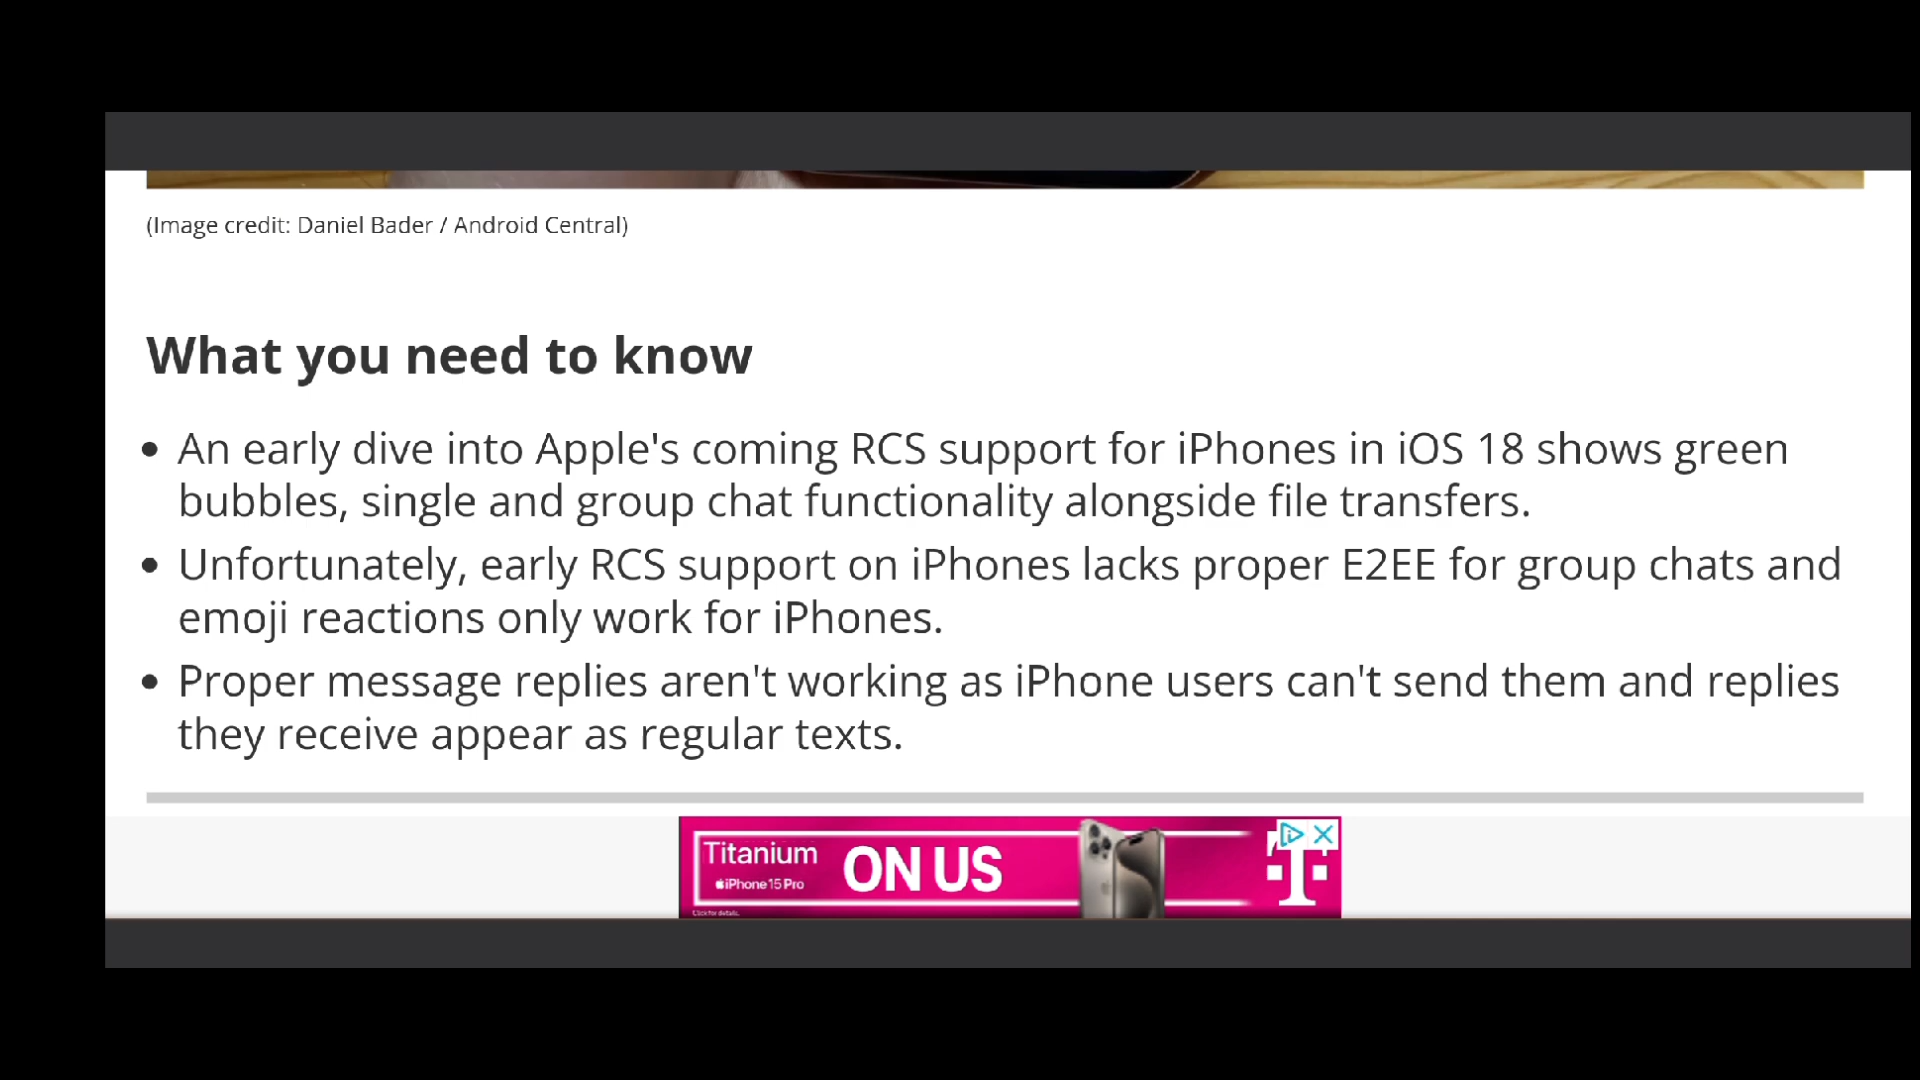 (Image credit: Daniel Bader / Android Central)
What you need to know
• An early dive into Apple's coming RCS support for iPhones in iOS 18 shows green
bubbles, single and group chat functionality alongside file transfers.
• Unfortunately, early RCS support on iPhones lacks proper E2EE for group chats and
emoji reactions only work for iPhones.
• Proper message replies aren't working as iPhone users can't send them and replies
they receive appear as regular texts.
Titanium
iPhone 15 Pro
ON US
T
Click for details.